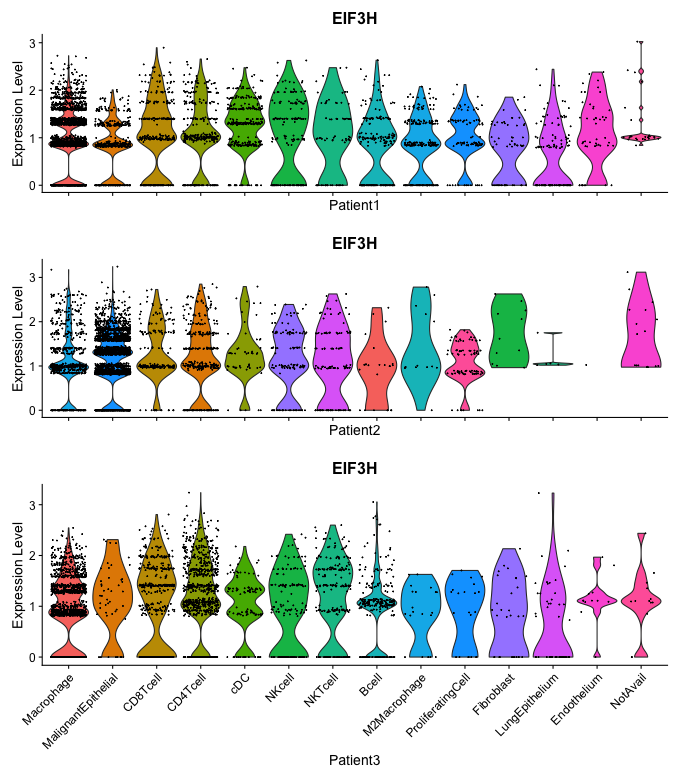 EIF3H
Expression Level
3
2
1
0
Patient1
EIF3H
Expression Level
3
2
1
0
Patient2
EIF3H
Expression Level
3
2
1
0
Macrophage
MalignantEpithelial
CD8Tcell
CD4Tcell
cDC
NKcell
NKTcell
Bcell
M2Macrophage
ProliferatingCell
Fibroblast
LungEpithelium
Endothelium
NotAvail
Patient3